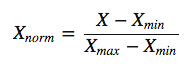 X_norm = (X − X_min) / (X_max − X_min)